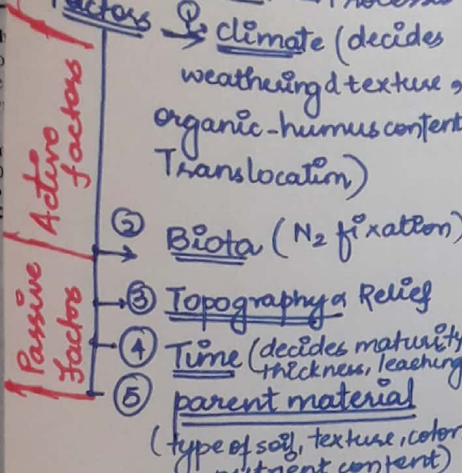 Factors
① Climate (decides
weathering & texture,
organic-humus content
Translocation)
Active
factors
② Biota (N2 fixation)
Passive
factors
③ Topography & Relief
④ Time (decides maturity,
thickness, leaching
⑤ parent material
(type of soil, texture, color
nutrient content)